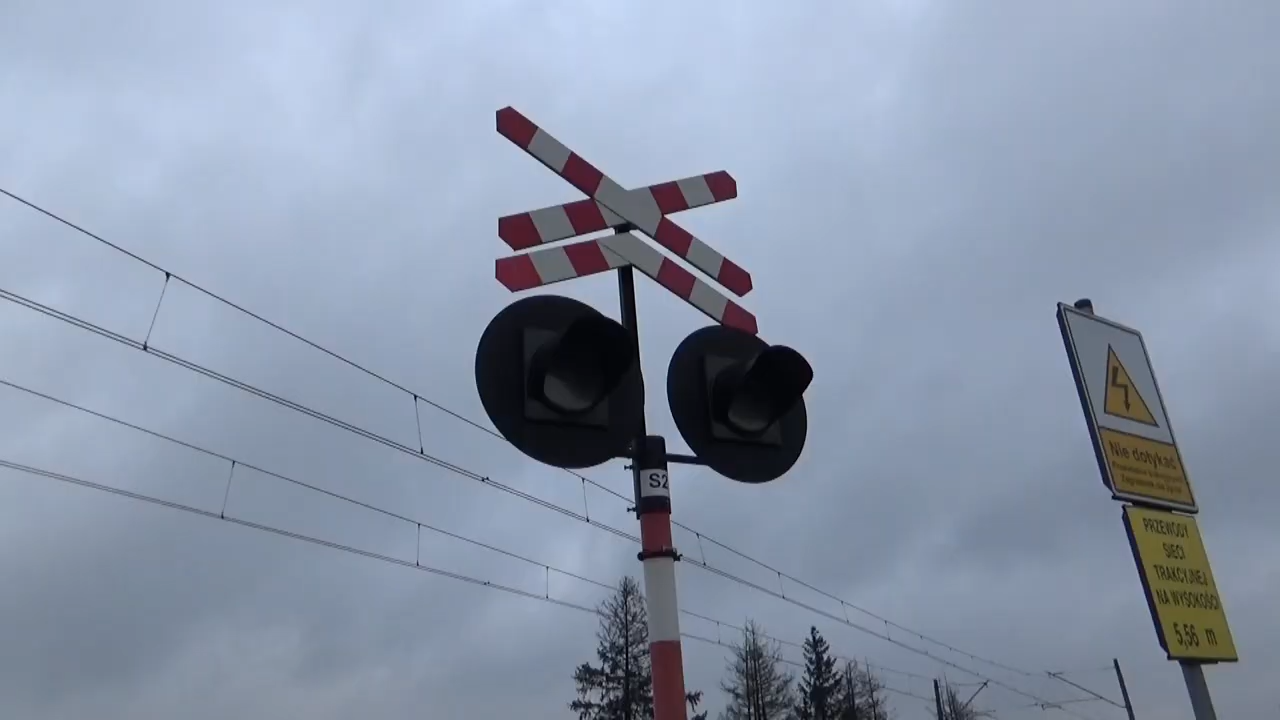 S2
Nie dotykać
PRZEWODY
SIECI
TRAKCYJNEJ
NA WYSOKOŚCI
5,56 m